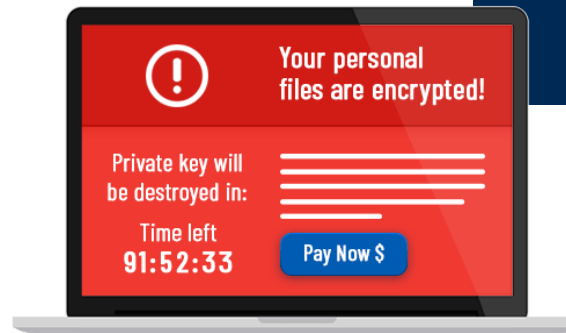 Your personal
files are encrypted!
Private key will
be destroyed in:
Time left
91:52:33
Pay Now $